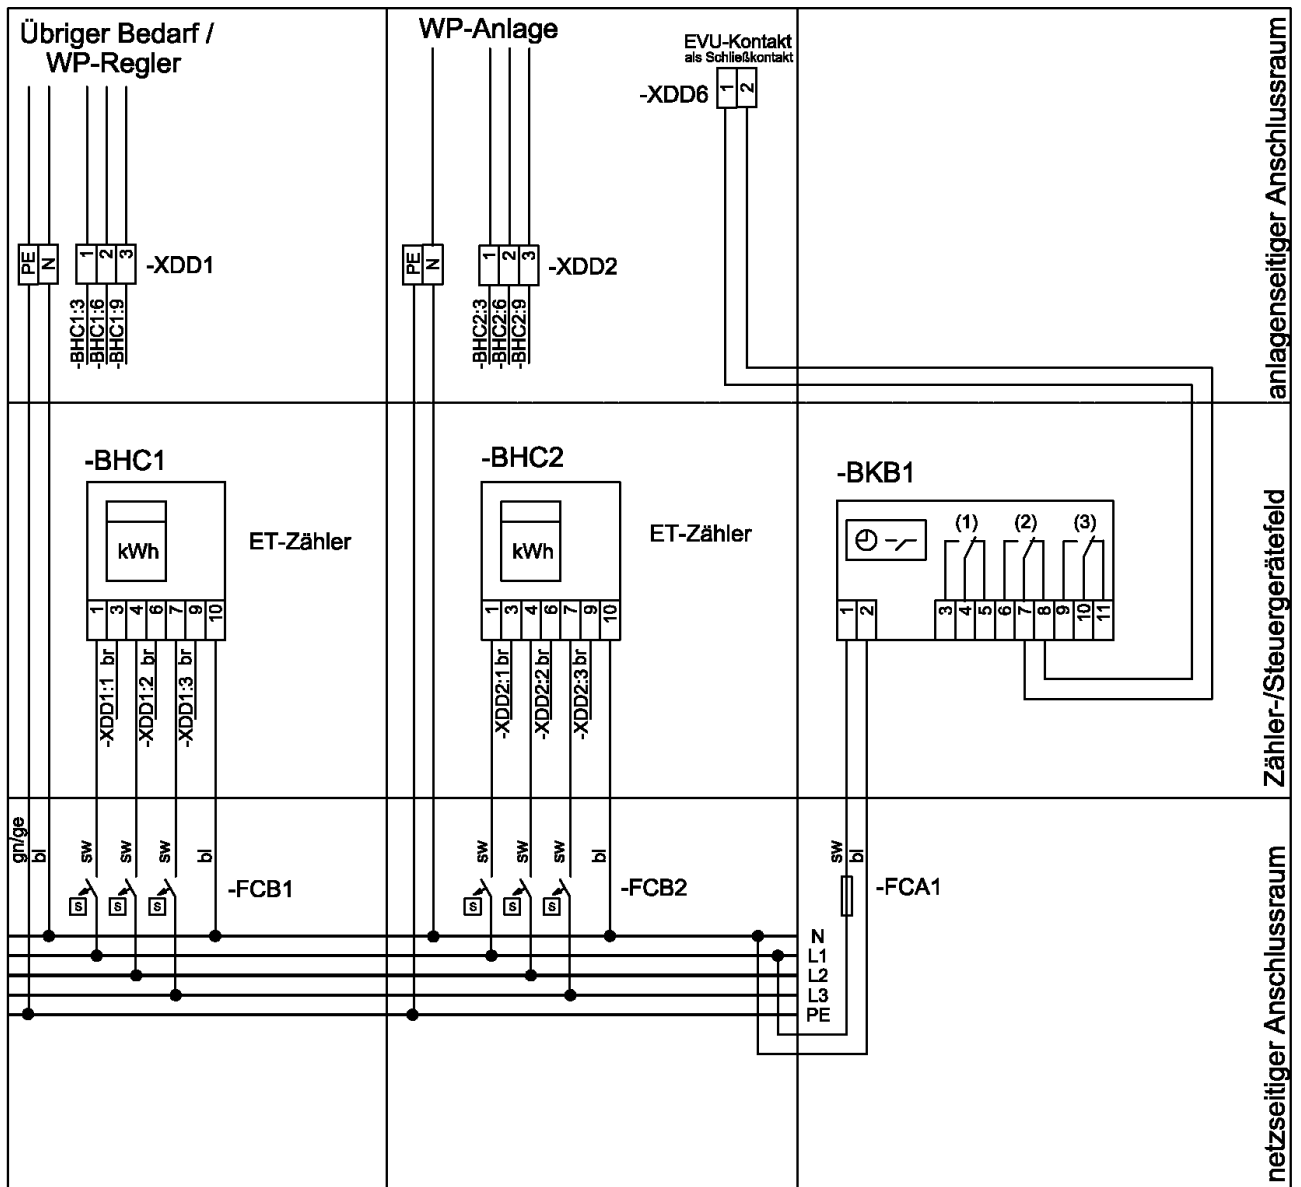 Übriger Bedarf /
WP-Regler
WP-Anlage
EVU-Kontakt
als Schließkontakt
-XDD6
1 2
PE N
1 2 3
-XDD1
-BHC1:3
-BHC1:6
-BHC1:9
PE N
1 2 3
-XDD2
-BHC2:3
-BHC2:6
-BHC2:9
anlagenseitiger Anschlussraum
-BHC1
kWh
ET-Zähler
1 3 4 6 7 9 10
-XDD1:1 br
-XDD1:2 br
-XDD1:3 br
-BHC2
kWh
ET-Zähler
1 3 4 6 7 9 10
-XDD2:1 br
-XDD2:2 br
-XDD2:3 br
-BKB1
(1) (2) (3)
1 2
3 4 5 6 7 8 9 10 11
Zähler-/Steuergerätefeld
gn/ge
bl
sw
sw
sw
bl
S
S
S
-FCB1
sw
sw
sw
bl
S
S
S
-FCB2
sw
bl
-FCA1
N
L1
L2
L3
PE
netzseitiger Anschlussraum